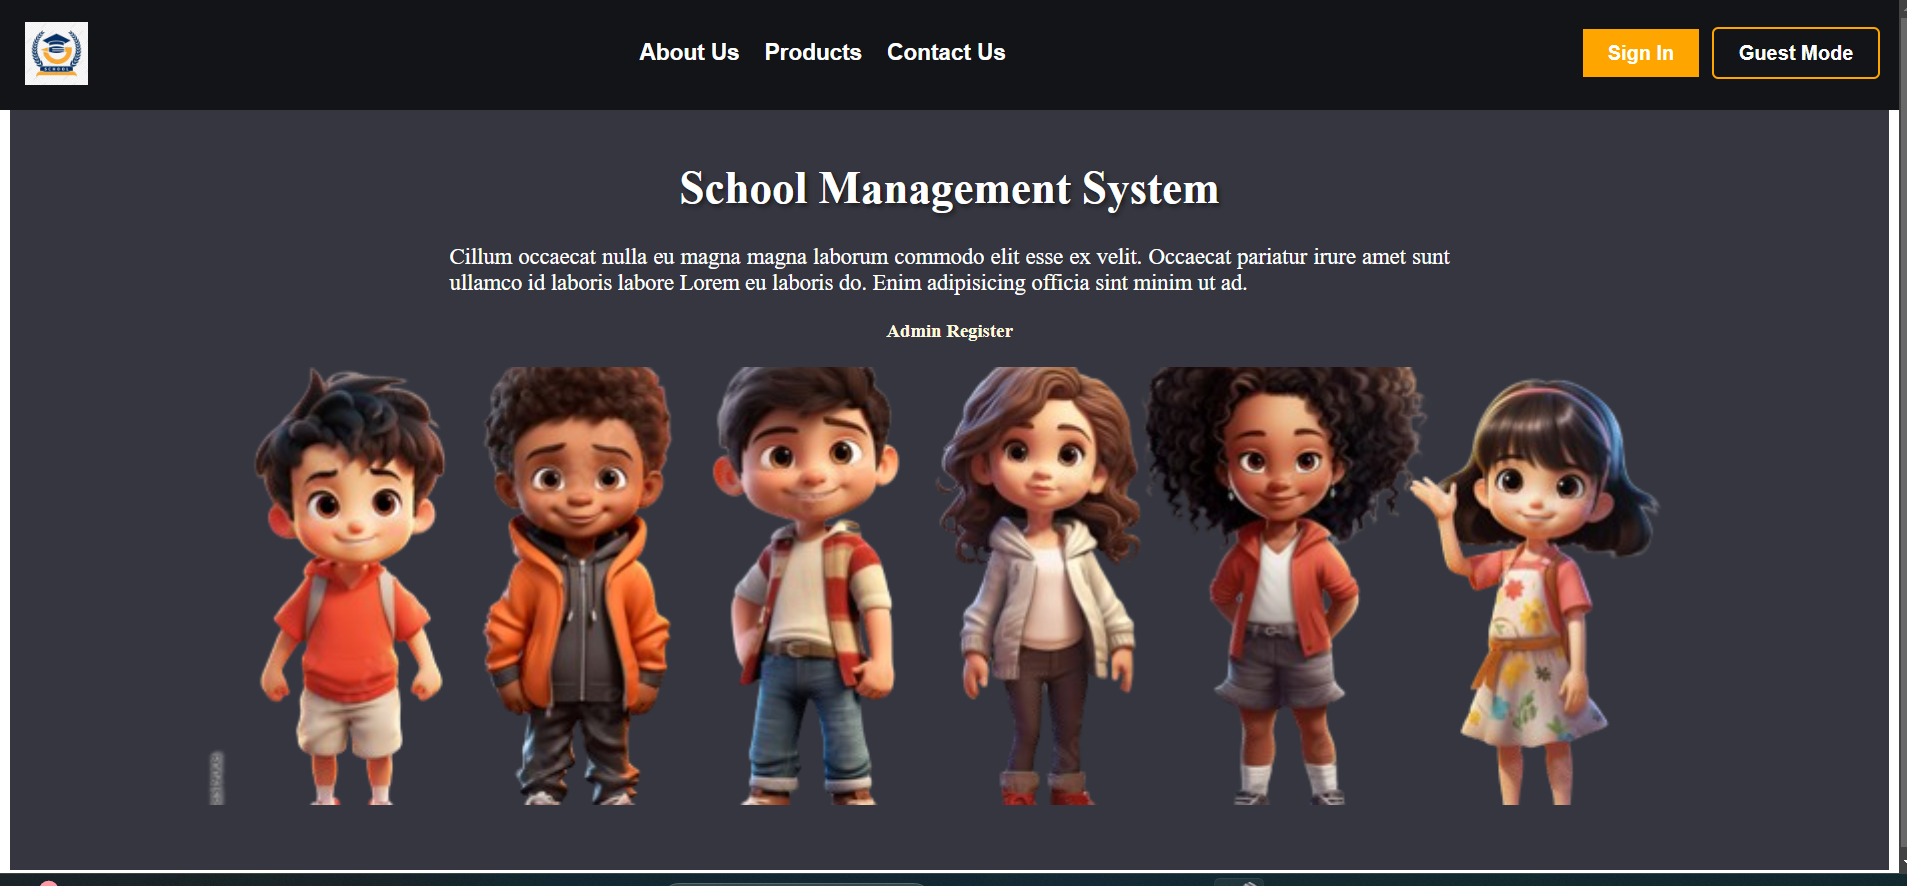 SCHOOL
About Us Products Contact Us
Sign In
Guest Mode
School Management System
Cillum occaecat nulla eu magna magna laborum commodo elit esse ex velit. Occaecat pariatur irure amet sunt
ullamco id laboris labore Lorem eu laboris do. Enim adipisicing officia sint minim ut ad.
Admin Register